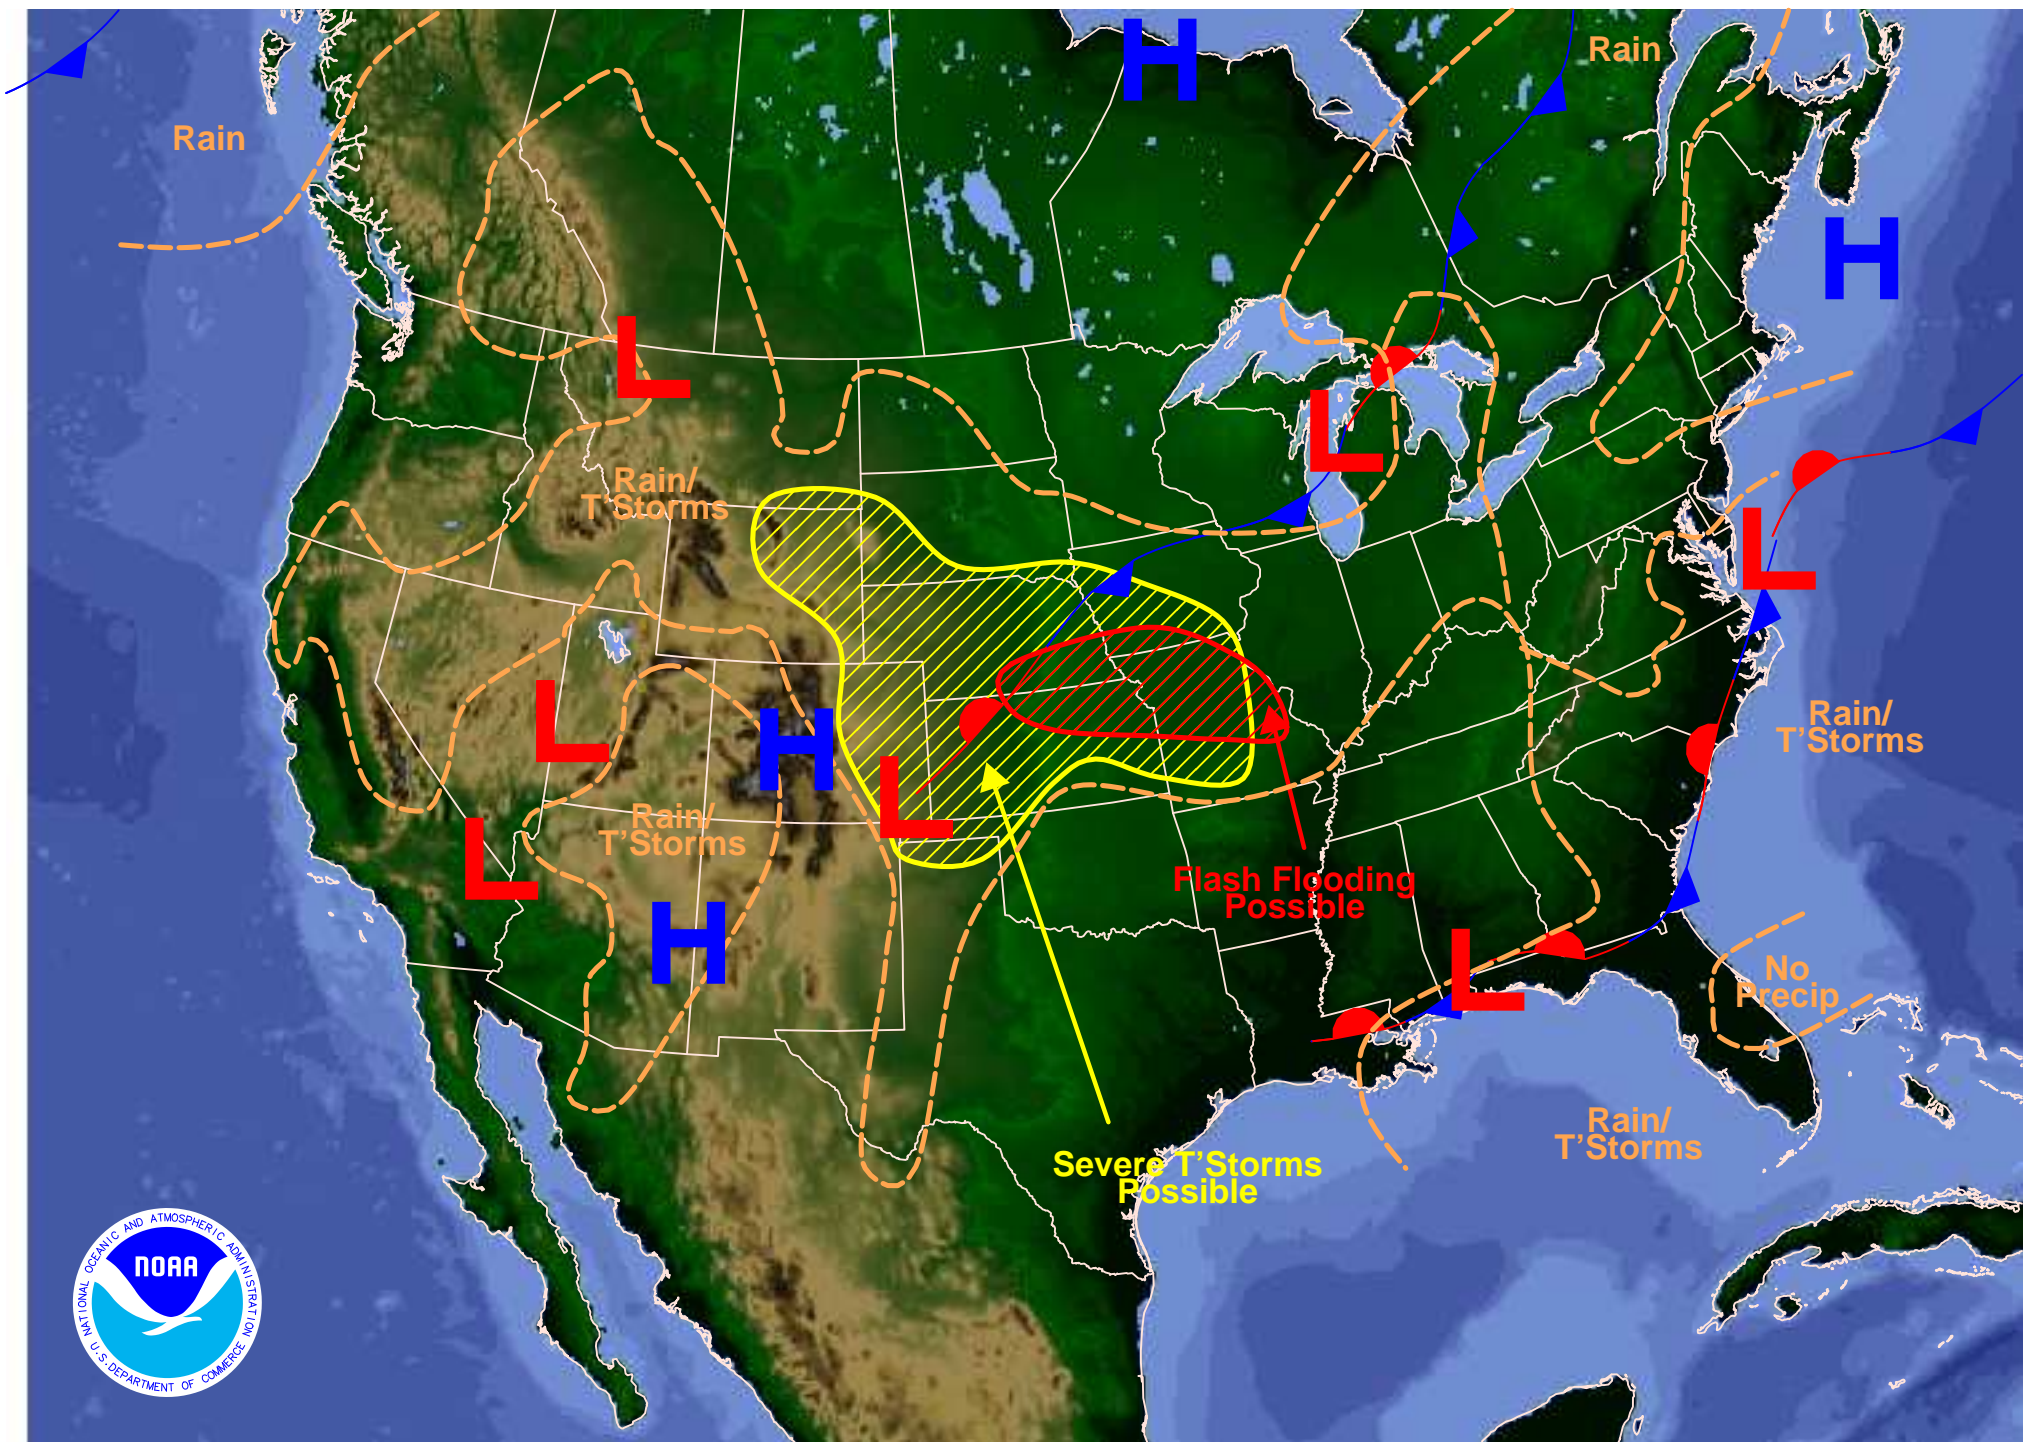 H
Rain
Rain
H
L
L
Rain/
T'Storms
L
L
H
Rain/
T'Storms
L
Rain/
T'Storms
L
Flash Flooding
Possible
H
L
No
Precip
Rain/
T'Storms
Severe T'Storms
Possible
NATIONAL OCEANIC AND ATMOSPHERIC ADMINISTRATION
NOAA
U.S. DEPARTMENT OF COMMERCE